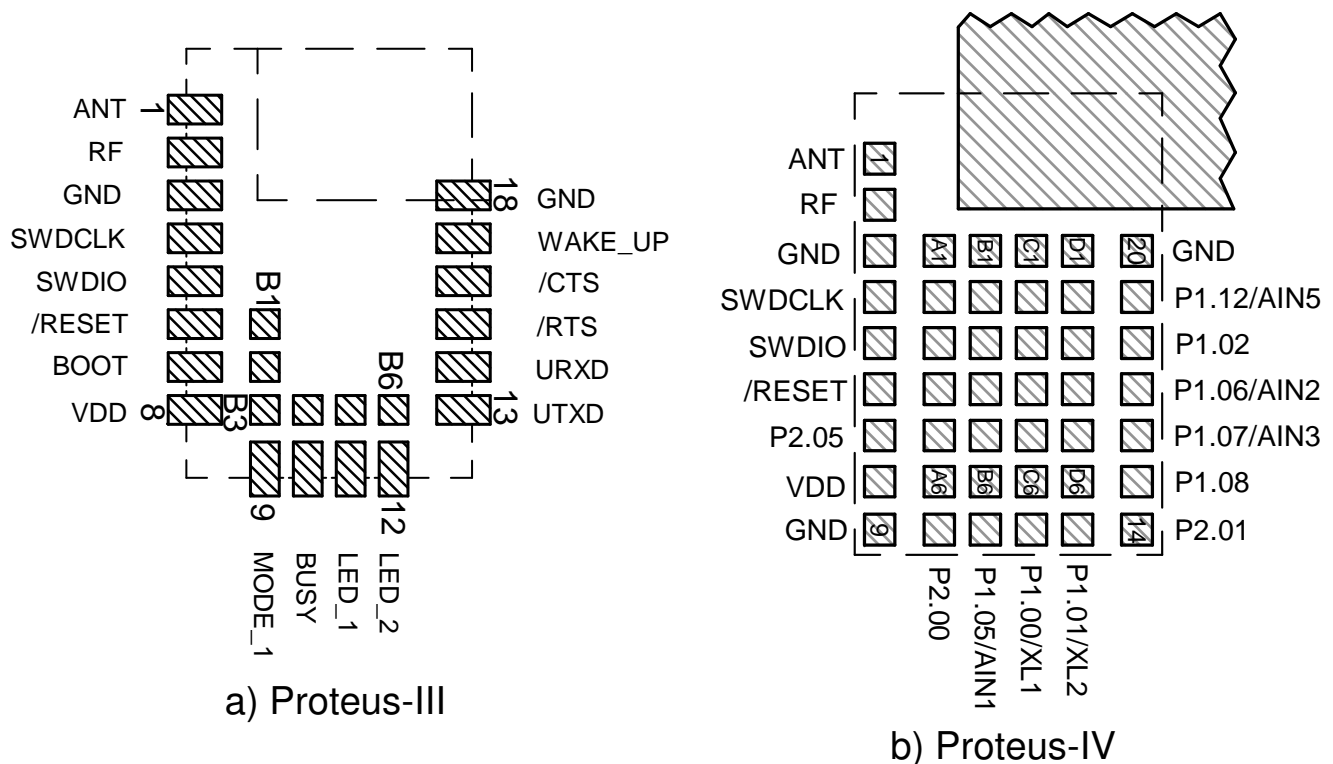 ANT
1
RF
GND
SWDCLK
SWDIO
/RESET
BOOT
VDD
8
B1
B3
B6
18
GND
WAKE_UP
/CTS
/RTS
URXD
13
UTXD
9
12
MODE_1
BUSY
LED_1
LED_2
a) Proteus-III
ANT
1
RF
GND
A1
B1
C1
D1
20
GND
SWDCLK
P1.12/AIN5
SWDIO
P1.02
/RESET
P1.06/AIN2
P2.05
P1.07/AIN3
VDD
A6
B6
C6
D6
P1.08
GND
9
14
P2.01
P2.00
P1.05/AIN1
P1.00/XL1
P1.01/XL2
b) Proteus-IV